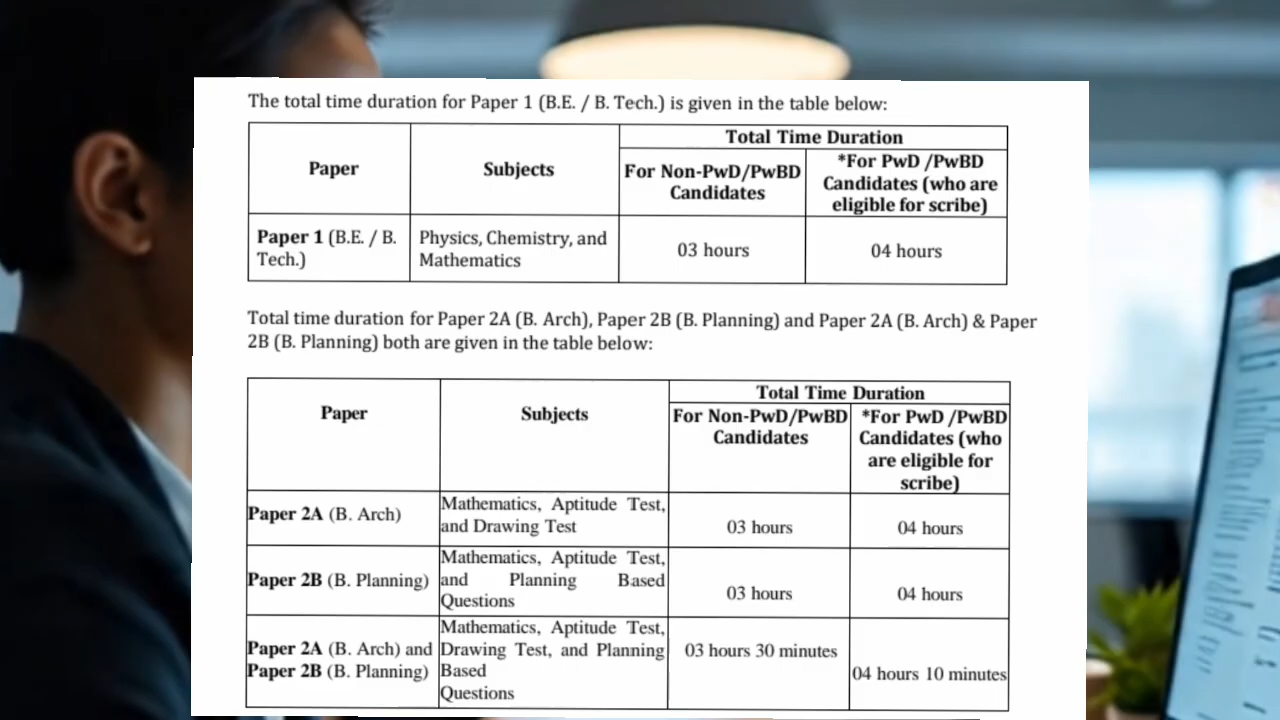 The total time duration for Paper 1 (B.E. / B. Tech.) is given in the table below:
Total Time Duration
Paper
Subjects
For Non-PwD/PwBD
Candidates
*For PwD /PwBD
Candidates (who are
eligible for scribe)
Paper 1 (B.E. / B.
Tech.)
Physics, Chemistry, and
Mathematics
03 hours
04 hours
Total time duration for Paper 2A (B. Arch), Paper 2B (B. Planning) and Paper 2A (B. Arch) & Paper
2B (B. Planning) both are given in the table below:
Total Time Duration
Paper
Subjects
For Non-PwD/PwBD
Candidates
*For PwD /PwBD
Candidates (who
are eligible for
scribe)
Paper 2A (B. Arch)
Mathematics, Aptitude Test,
and Drawing Test
03 hours
04 hours
Paper 2B (B. Planning)
Mathematics, Aptitude Test,
and Planning Based
Questions
03 hours
04 hours
Paper 2A (B. Arch) and
Paper 2B (B. Planning)
Mathematics, Aptitude Test,
Drawing Test, and Planning
Based
Questions
03 hours 30 minutes
04 hours 10 minutes